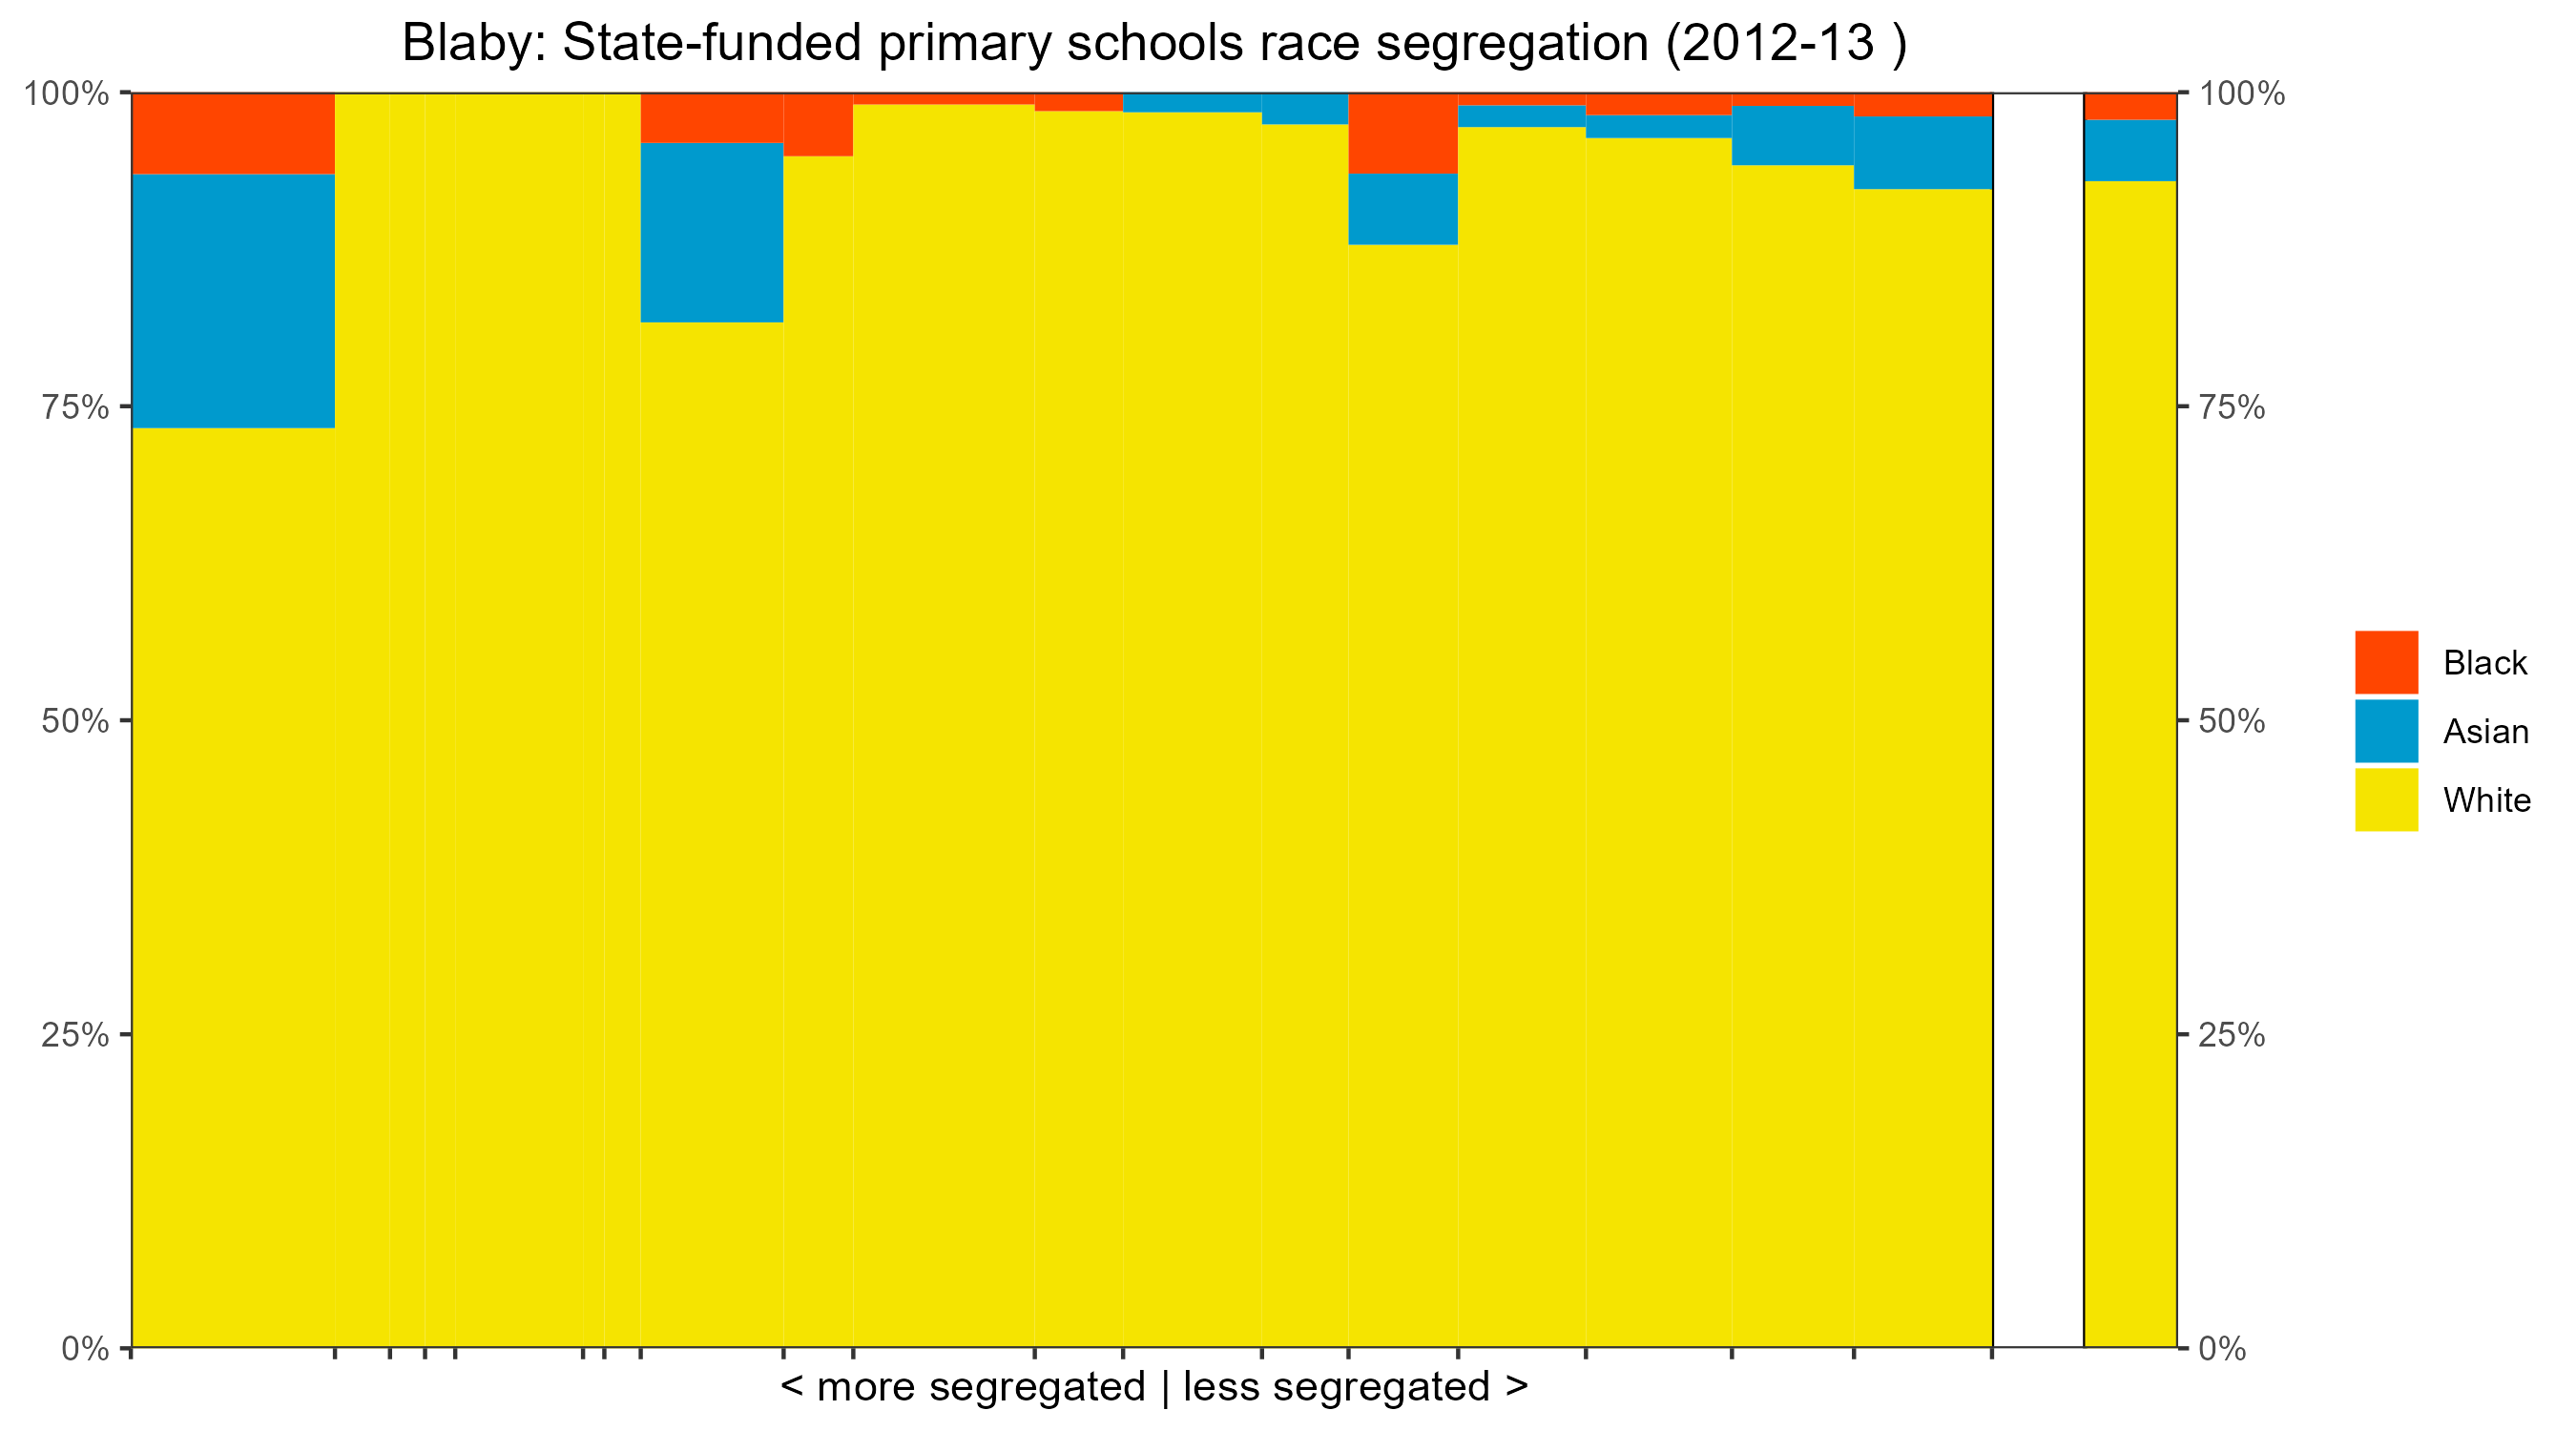 Blaby: State-funded primary schools race segregation (2012-13 )
100%
75%
50%
25%
0%
100%
75%
50%
25%
0%
< more segregated | less segregated >
Black
Asian
White